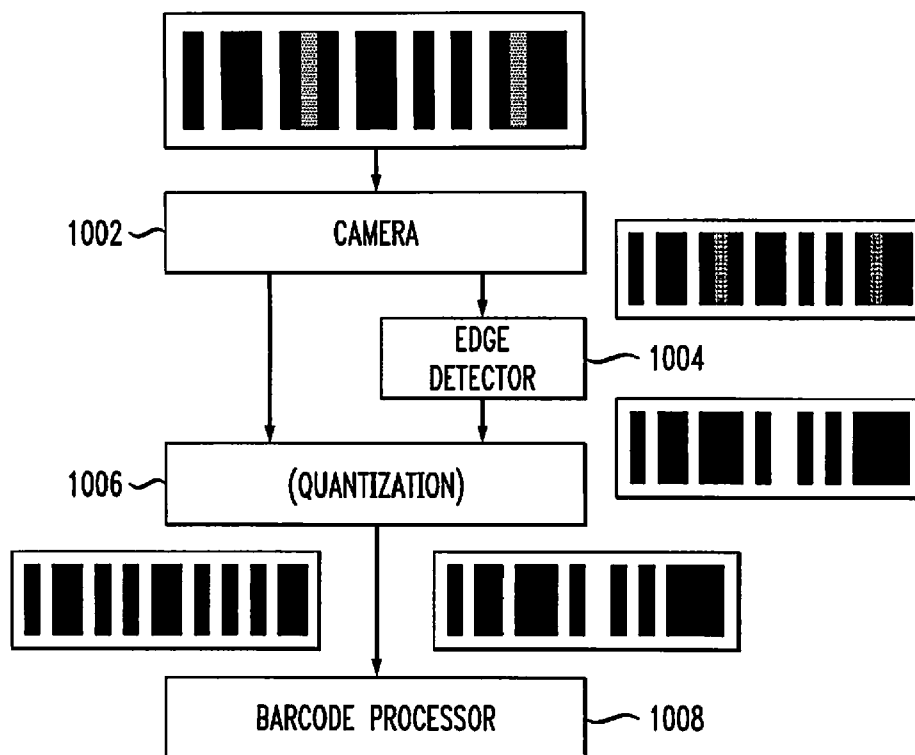 1002
CAMERA
EDGE
DETECTOR
1004
1006
(QUANTIZATION)
BARCODE PROCESSOR
1008